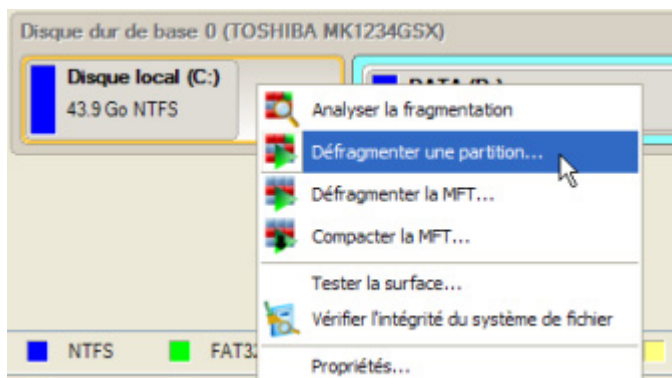 Disque dur de base 0 (TOSHIBA MK1234GSX)
Disque local (C:)
43.9 Go NTFS
DATA (D:)
Analyser la fragmentation
Défragmenter une partition...
Défragmenter la MFT...
Compacter la MFT...
Tester la surface...
Vérifier l'intégrité du système de fichier
NTFS
FAT32
Propriétés...